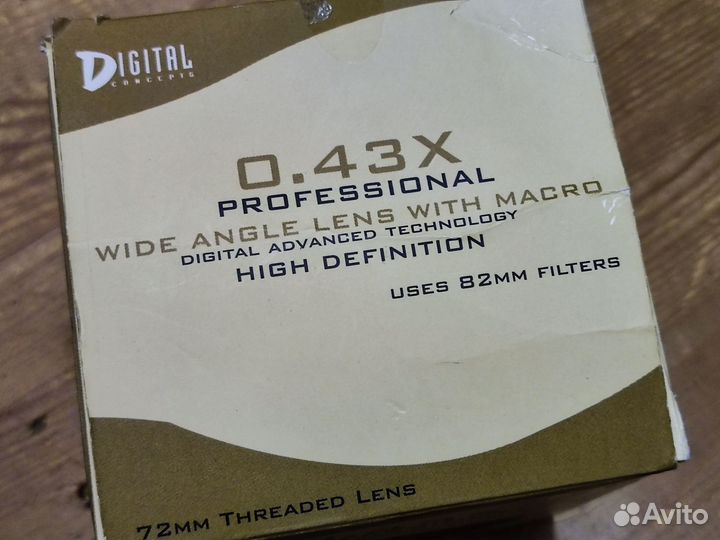 DIGITAL
CONCEPTS
0.43X
PROFESSIONAL
WIDE ANGLE LENS WITH MACRO
DIGITAL ADVANCED TECHNOLOGY
HIGH DEFINITION
USES 82MM FILTERS
72MM THREADED LENS
Avito